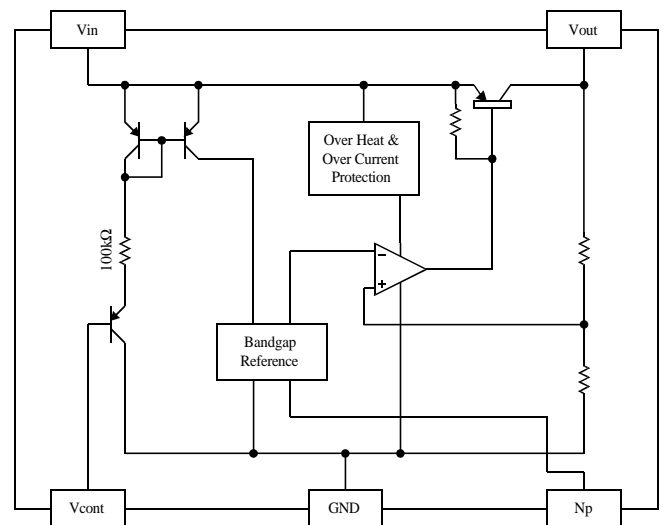 Vin
Vout
Over Heat &
Over Current
Protection
100kΩ
−
+
Bandgap
Reference
Vcont
GND
Np